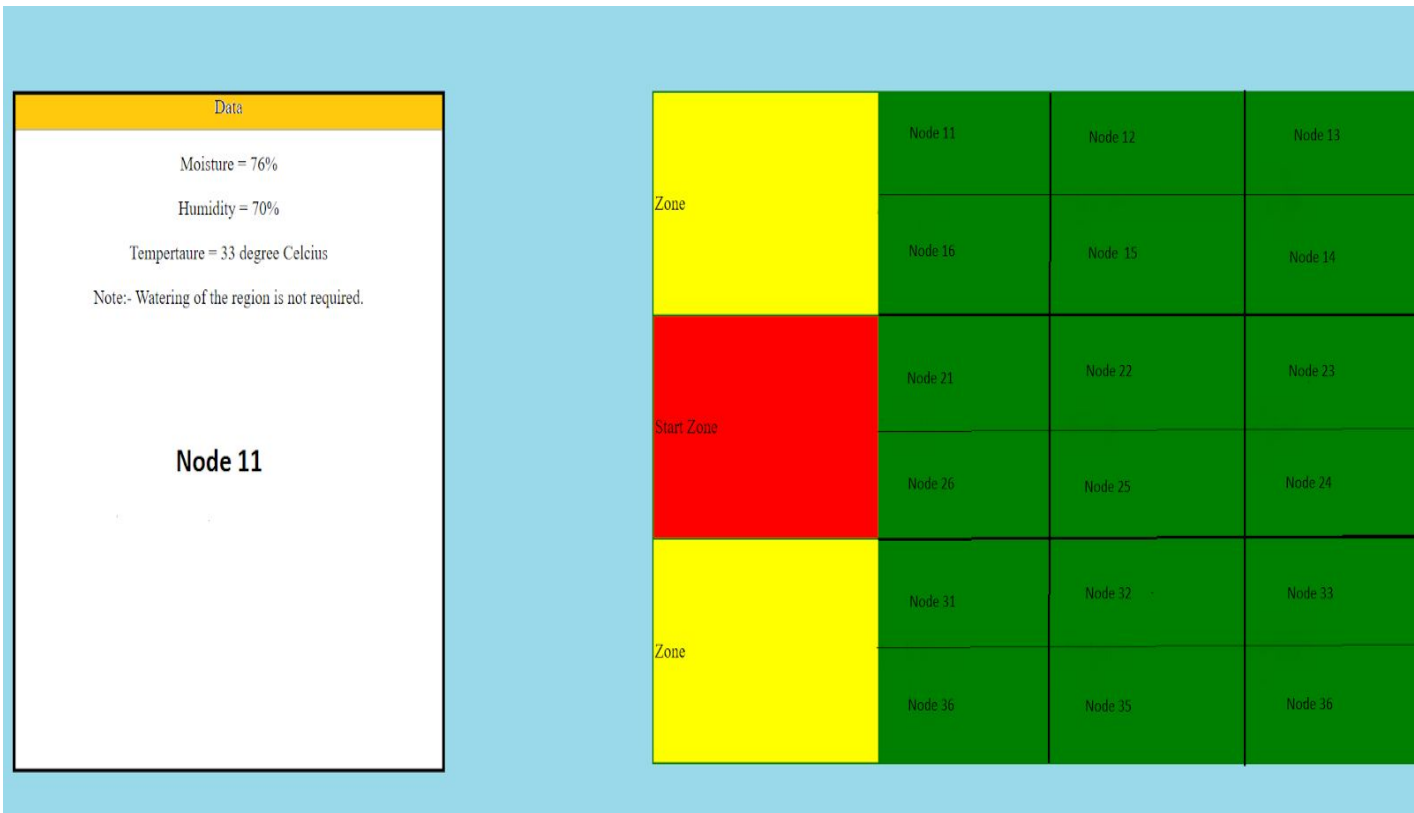 Data
Moisture = 76%
Humidity = 70%
Tempertaure = 33 degree Celcius
Note:- Watering of the region is not required.
Node 11
Zone
Node 11 Node 12 Node 13
Node 16 Node 15 Node 14
Start Zone
Node 21 Node 22 Node 23
Node 26 Node 25 Node 24
Zone
Node 31 Node 32 Node 33
Node 36 Node 35 Node 36